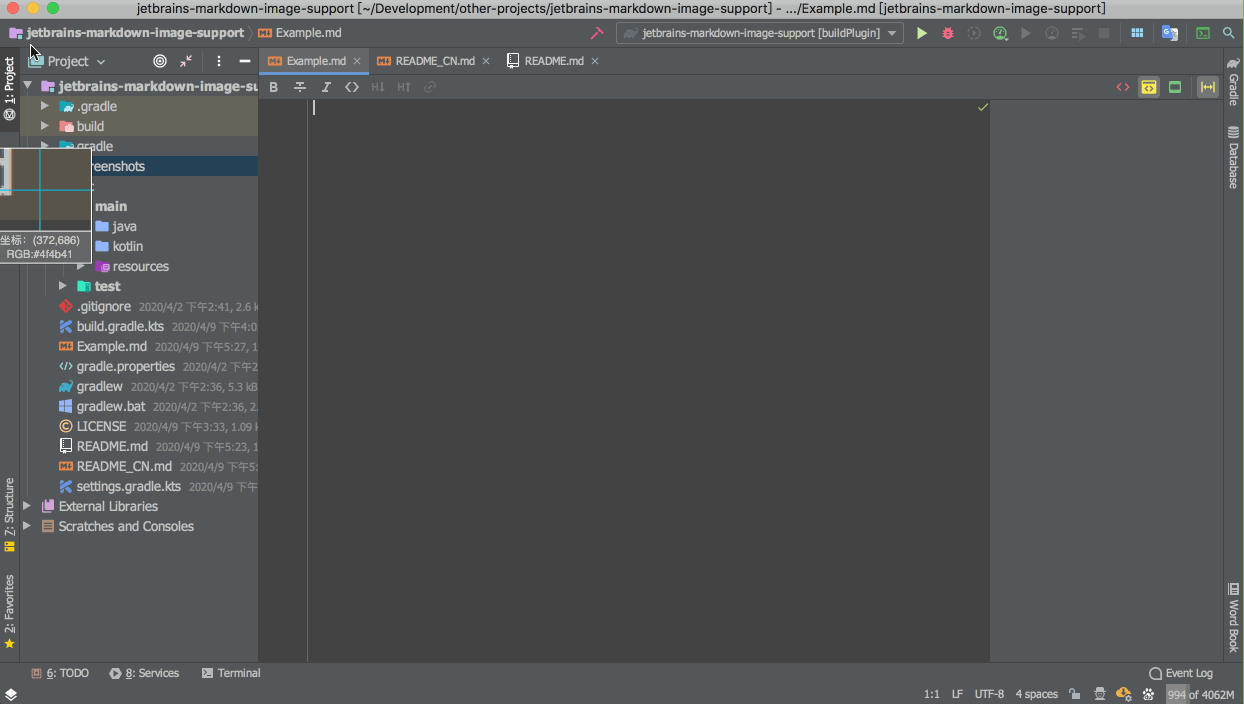 jetbrains-markdown-image-support [~/Development/other-projects/jetbrains-markdown-image-support] - .../Example.md [jetbrains-markdown-image-support]
jetbrains-markdown-image-support
Example.md
jetbrains-markdown-image-support [buildPlugin]
1: Project
Project
Example.md
README_CN.md
README.md
B
I
jetbrains-markdown-image-su
.gradle
build
gradle
eenshots
main
java
kotlin
resources
test
坐标: (372,686)
RGB:#4f4b41
.gitignore 2020/4/2 下午2:41, 2.6 k
build.gradle.kts 2020/4/9 下午4:0
Example.md 2020/4/9 下午5:27, 1
gradle.properties 2020/4/2 下午2
gradlew 2020/4/2 下午2:36, 5.3 kB
gradlew.bat 2020/4/2 下午2:36, 2.
LICENSE 2020/4/9 下午3:33, 1.09 k
README.md 2020/4/9 下午5:23, 1
README_CN.md 2020/4/9 下午5:
settings.gradle.kts 2020/4/9 下午
External Libraries
Scratches and Consoles
Z: Structure
2: Favorites
Gradle
Database
Word Book
6: TODO
8: Services
Terminal
Event Log
1:1 LF UTF-8 4 spaces
994 of 4062M